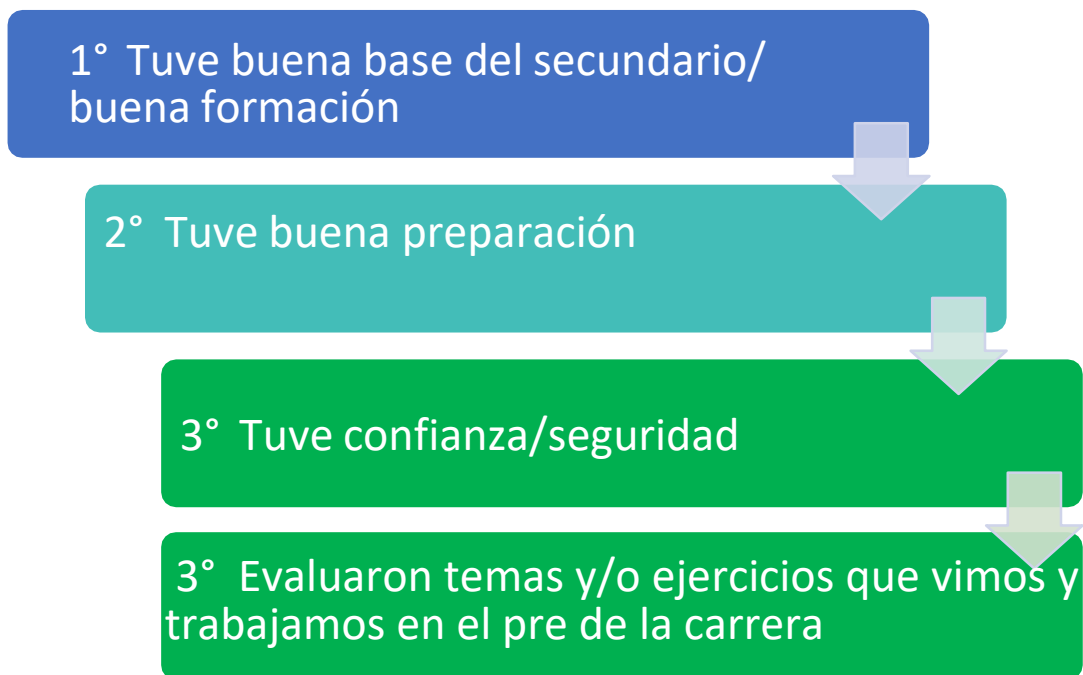 1° Tuve buena base del secundario/
buena formación
2° Tuve buena preparación
3° Tuve confianza/seguridad
3° Evaluaron temas y/o ejercicios que vimos y
trabajamos en el pre de la carrera